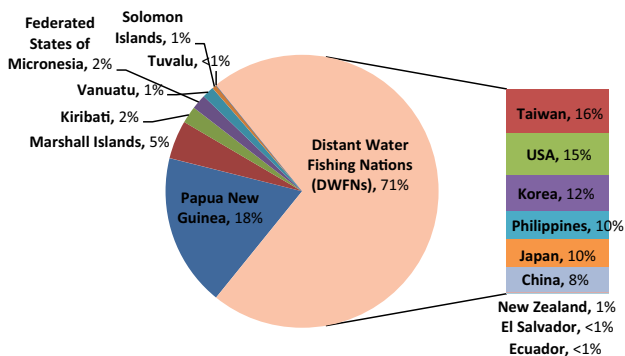 Solomon
Islands, 1%
Federated
States of
Micronesia, 2%
Tuvalu, <1%
Vanuatu, 1%
Kiribati, 2%
Marshall Islands, 5%
Papua New
Guinea, 18%
Distant Water
Fishing Nations
(DWFNs), 71%
Taiwan, 16%
USA, 15%
Korea, 12%
Philippines, 10%
Japan, 10%
China, 8%
New Zealand, 1%
El Salvador, <1%
Ecuador, <1%